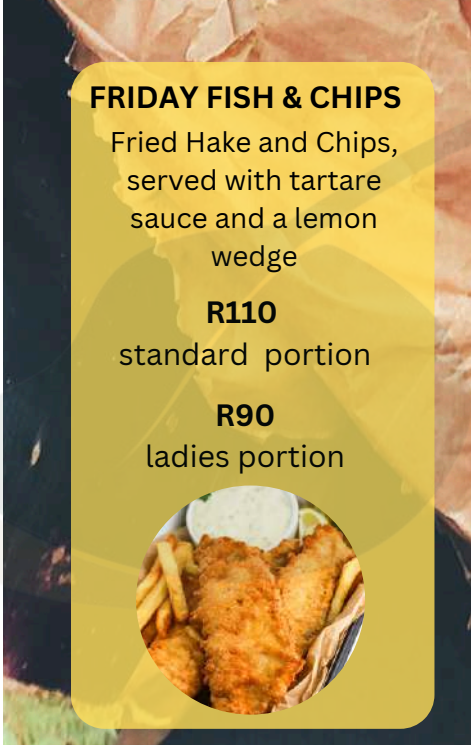 FRIDAY FISH & CHIPS
Fried Hake and Chips,
served with tartare
sauce and a lemon
wedge
R110
standard portion
R90
ladies portion